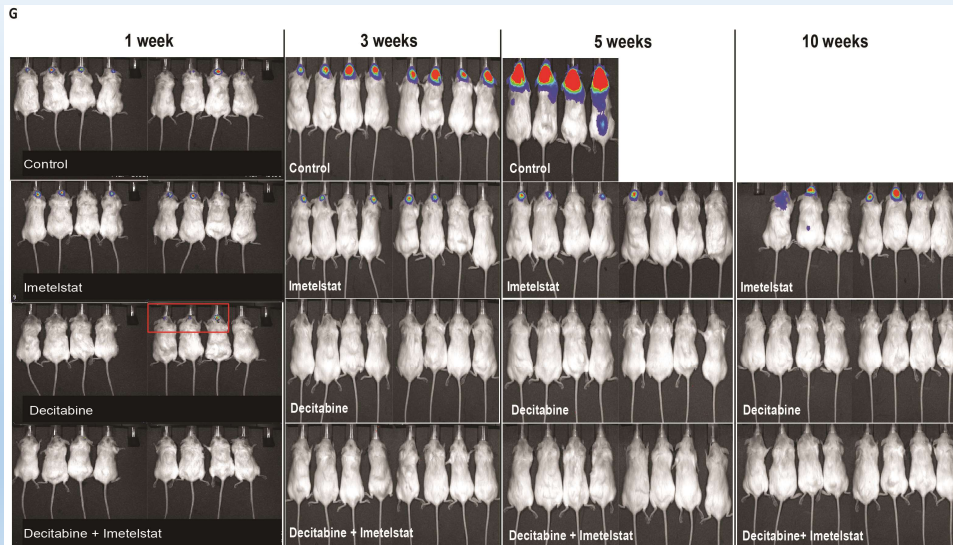 G
1 week
3 weeks
5 weeks
10 weeks
Control
Control
Control
Imetelstat
Imetelstat
Imetelstat
Imetelstat
Decitabine
Decitabine
Decitabine
Decitabine
Decitabine + Imetelstat
Decitabine + Imetelstat
Decitabine + Imetelstat
Decitabine+ Imetelstat